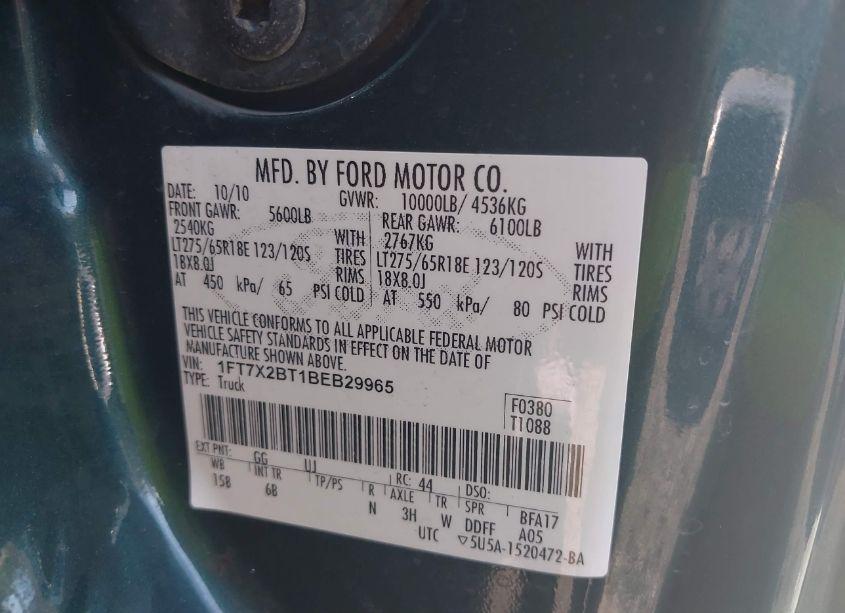 MFD. BY FORD MOTOR CO.
DATE: 10/10 GVWR: 10000LB/ 4536KG
FRONT GAWR: 5600LB REAR GAWR: 6100LB
2540KG WITH 2767KG WITH
LT275/65R18E 123/120S TIRES LT275/65R18E 123/120S TIRES
18X8.0J RIMS 18X8.0J RIMS
AT 450 kPa/ 65 PSI COLD AT 550 kPa/ 80 PSI COLD
THIS VEHICLE CONFORMS TO ALL APPLICABLE FEDERAL MOTOR
VEHICLE SAFETY STANDARDS IN EFFECT ON THE DATE OF
MANUFACTURE SHOWN ABOVE.
VIN: 1FT7X2BT1BEB29965
TYPE: Truck
F0380
T1088
EXT PNT: GG UJ RC: 44 DSO:
WB INT TR TP/PS R AXLE TR SPR BFA17
158 6B N 3H W DDFF A05
UTC ▽5U5A-1520472-BA